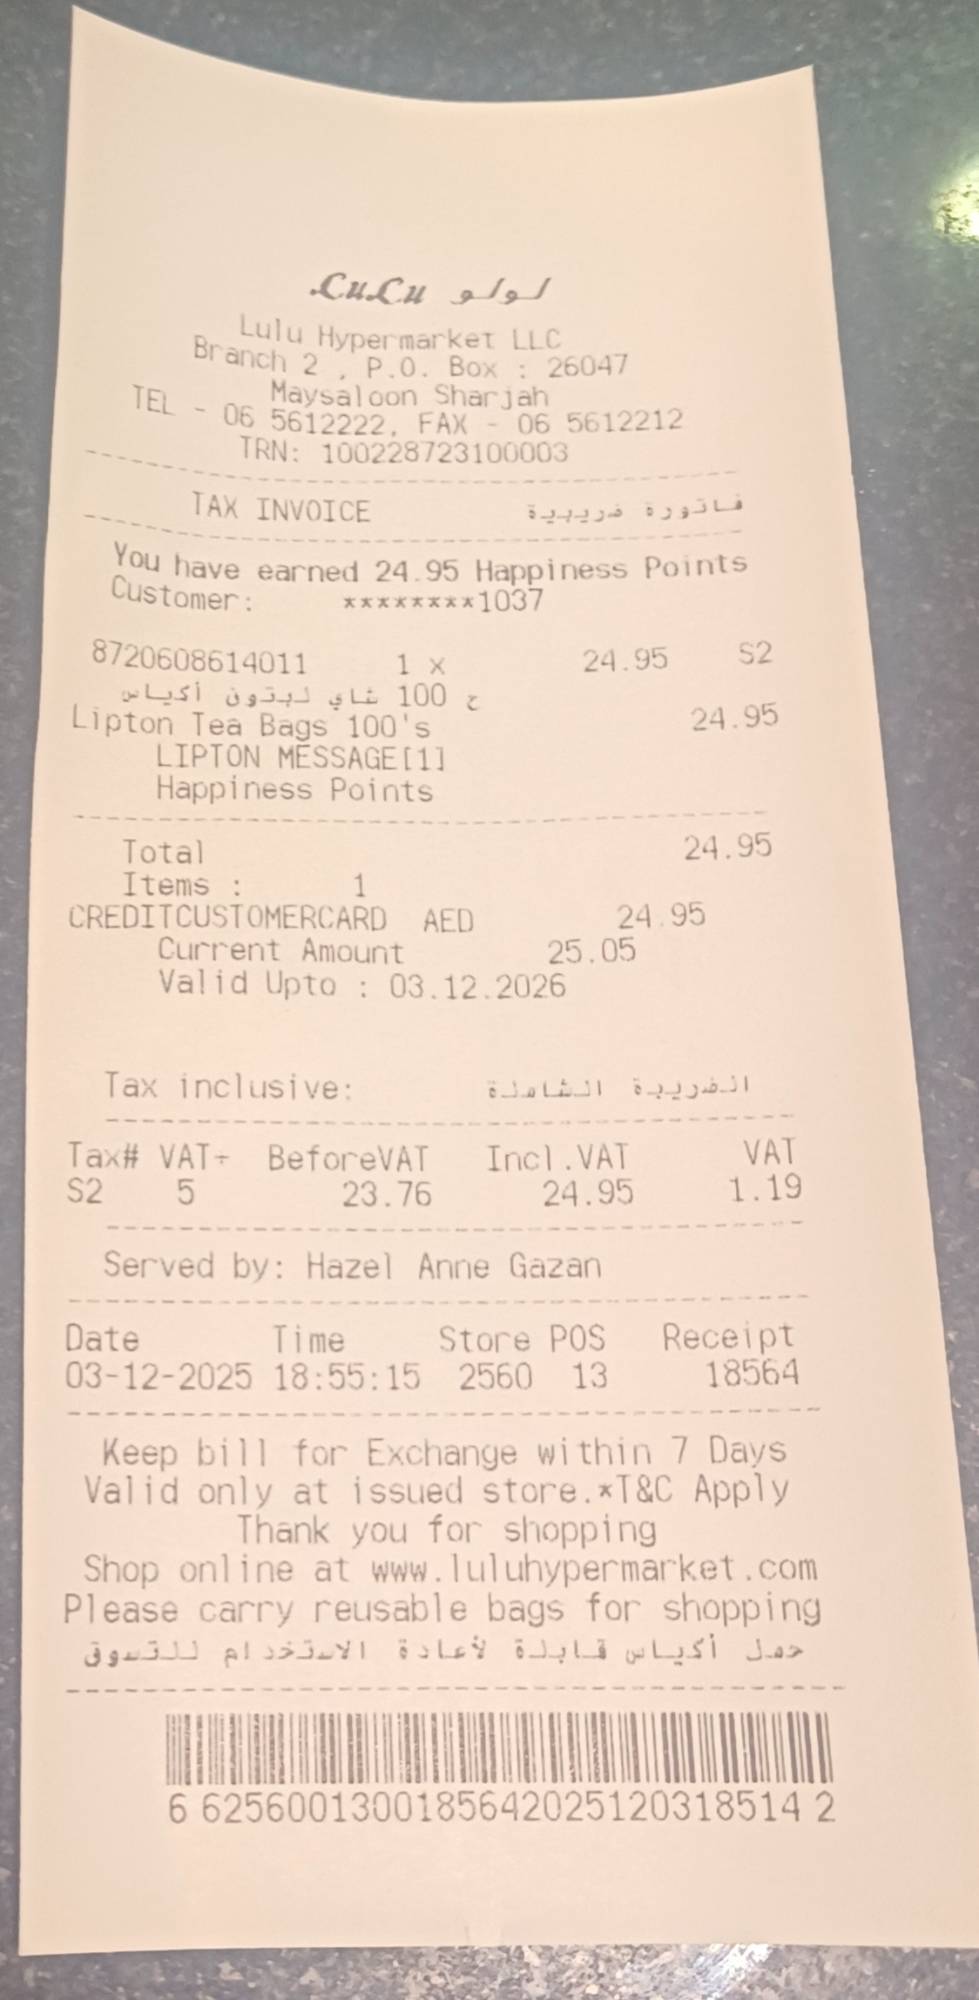 LuLu لولو
Lulu Hypermarket LLC
Branch 2 , P.O. Box : 26047
Maysaloon Sharjah
TEL - 06 5612222, FAX - 06 5612212
TRN: 100228723100003
TAX INVOICE فاتورة ضريبية
You have earned 24.95 Happiness Points
Customer: ********1037
8720608614011 1 x 24.95 S2
شاي ليبتون أكياس 100 ح
Lipton Tea Bags 100's 24.95
LIPTON MESSAGE[1]
Happiness Points
Total 24.95
Items : 1
CREDITCUSTOMERCARD AED 24.95
Current Amount 25.05
Valid Upto : 03.12.2026
Tax inclusive: الضريبة الشاملة
Tax# VAT÷ BeforeVAT Incl.VAT VAT
S2 5 23.76 24.95 1.19
Served by: Hazel Anne Gazan
Date Time Store POS Receipt
03-12-2025 18:55:15 2560 13 18564
Keep bill for Exchange within 7 Days
Valid only at issued store.*T&C Apply
Thank you for shopping
Shop online at www.luluhypermarket.com
Please carry reusable bags for shopping
حمل أكياس قابلة لأعادة الاستخدام للتسوق
6 6256001300185642025120318514 2